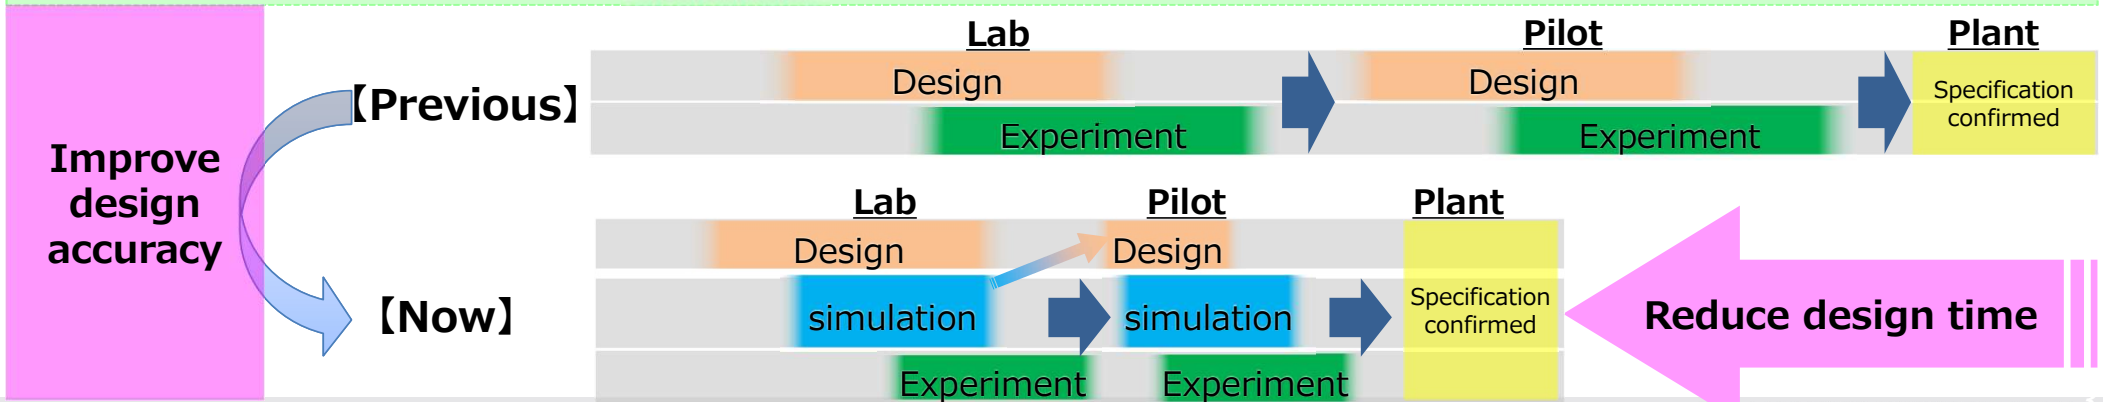 Improve
design
accuracy
【Previous】
Lab
Pilot
Plant
Design
Design
Specification
confirmed
Experiment
Experiment
【Now】
Lab
Pilot
Plant
Design
Design
simulation
simulation
Specification
confirmed
Experiment
Experiment
Reduce design time